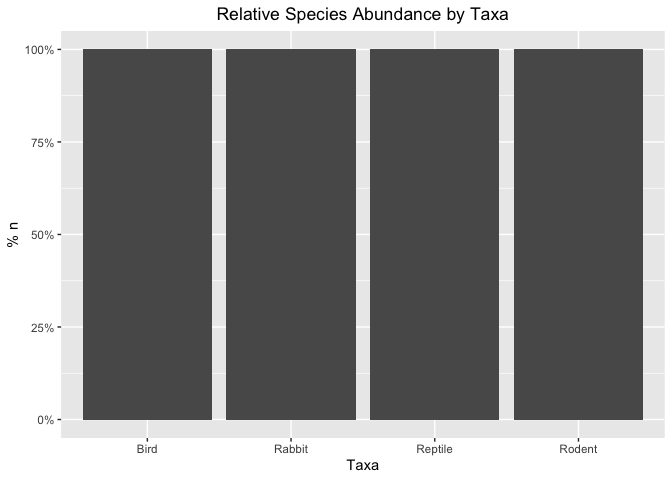 Relative Species Abundance by Taxa
100%
75%
50%
25%
0%
% n
Bird Rabbit Reptile Rodent
Taxa